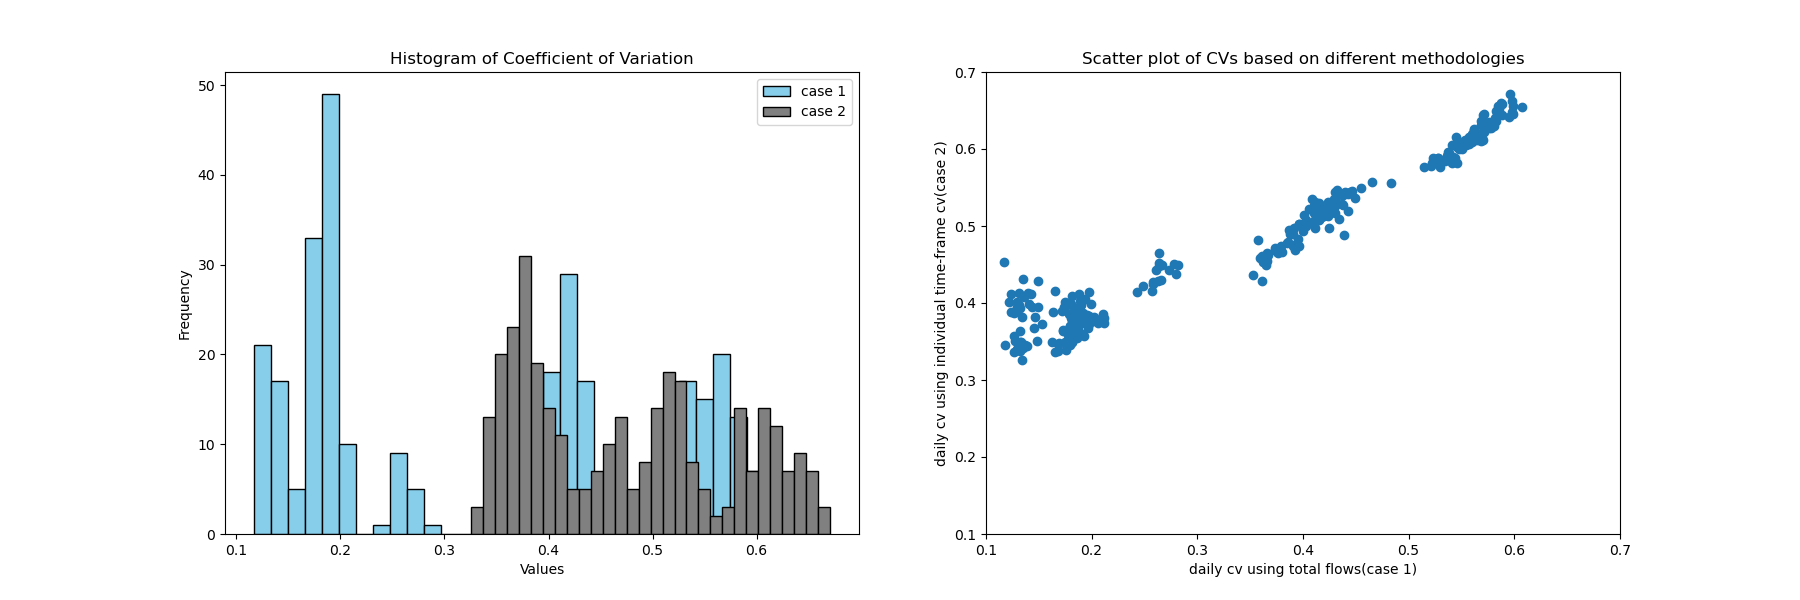 Histogram of Coefficient of Variation
case 1
case 2
Frequency
50
40
30
20
10
0
0.1 0.2 0.3 0.4 0.5 0.6
Values
Scatter plot of CVs based on different methodologies
daily cv using individual time-frame cv(case 2)
0.7
0.6
0.5
0.4
0.3
0.2
0.1
0.1 0.2 0.3 0.4 0.5 0.6 0.7
daily cv using total flows(case 1)